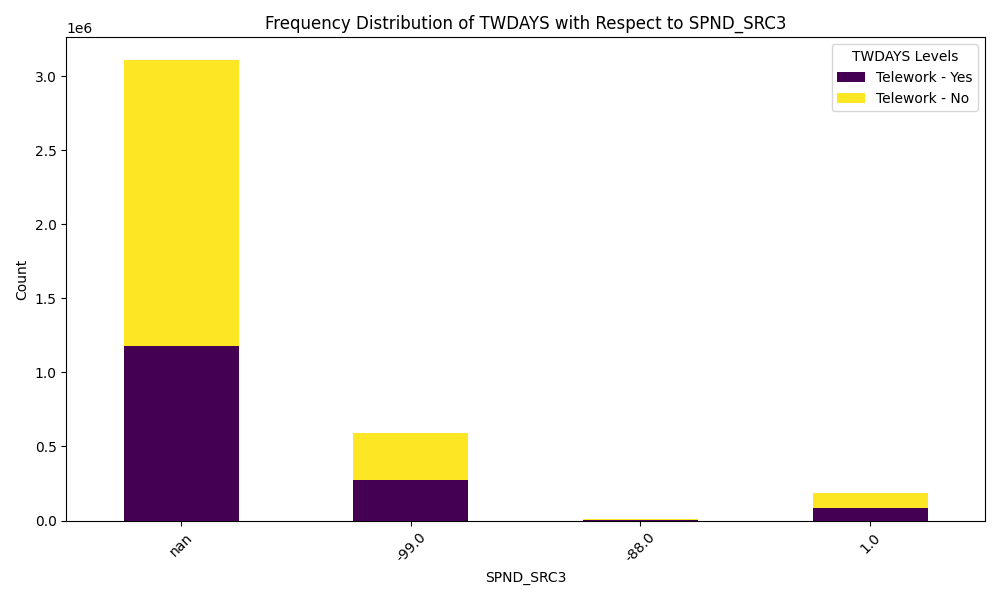 Frequency Distribution of TWDAYS with Respect to SPND_SRC3
1e6
TWDAYS Levels
Telework - Yes
Telework - No
3.0
2.5
2.0
1.5
1.0
0.5
0.0
Count
nan
-99.0
-88.0
1.0
SPND_SRC3